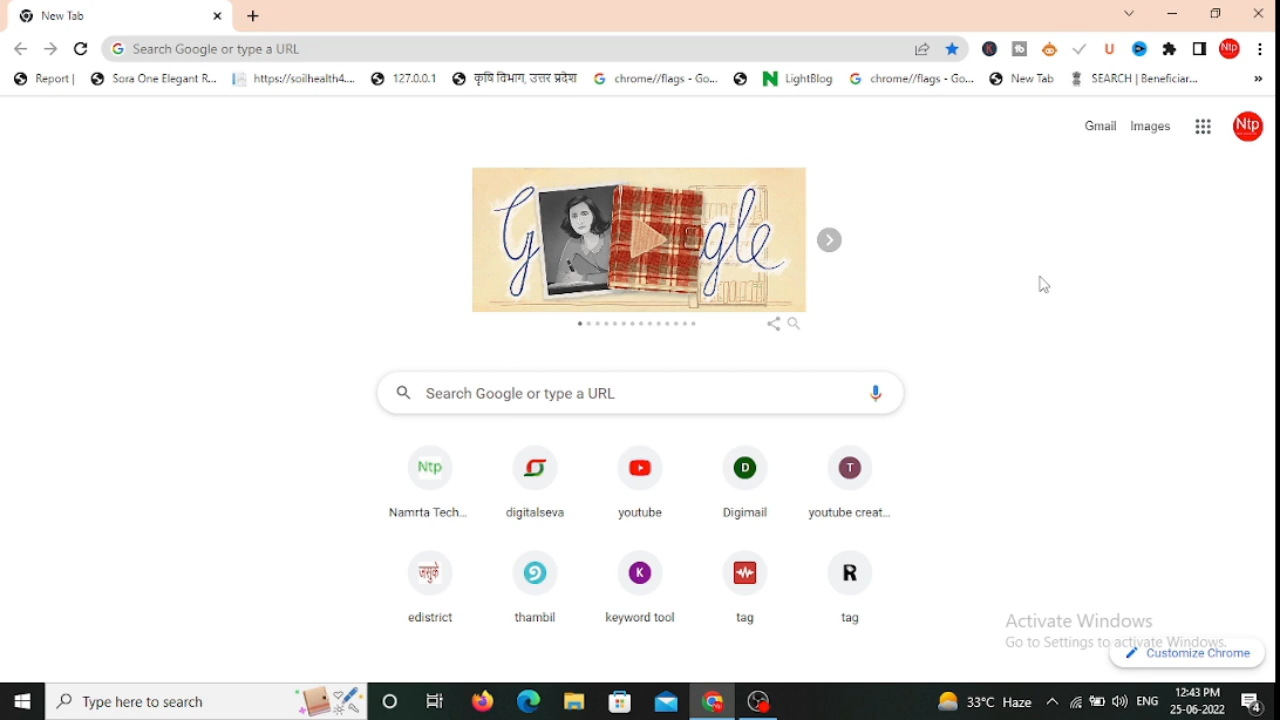 New Tab
Search Google or type a URL
Ntp
Report |
Sora One Elegant R...
https://soilhealth4....
127.0.0.1
कृषि विभाग, उत्तर प्रदेश
chrome//flags - Go...
LightBlog
chrome//flags - Go...
New Tab
SEARCH | Beneficiar...
»
Gmail
Images
Ntp
Google
Search Google or type a URL
Ntp
D
T
Namrta Tech...
digitalseva
youtube
Digimail
youtube creat...
जसुके
K
R
edistrict
thambil
keyword tool
tag
tag
Activate Windows
Go to Settings to activate Windows.
Customize Chrome
Type here to search
33°C Haze
ENG
12:43 PM
25-06-2022
4